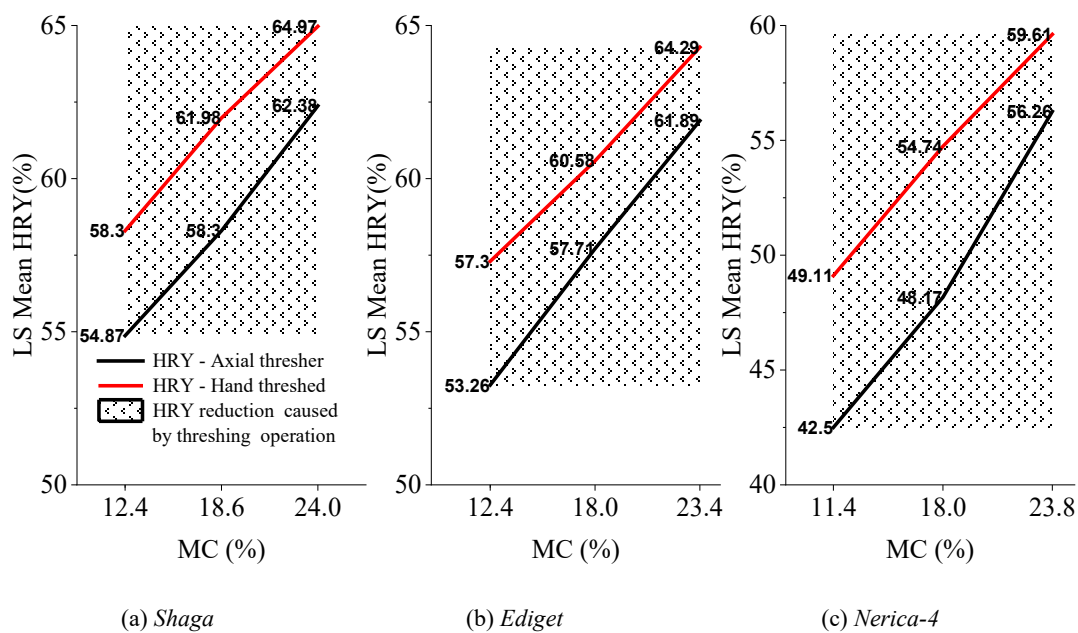 LS Mean HRY(%)
65
60
55
50
64.97
62.38
61.98
58.3
58.3
54.87
HRY - Axial thresher
HRY - Hand threshed
HRY reduction caused
by threshing operation
12.4 18.6 24.0
MC (%)
(a) Shaga
LS Mean HRY(%)
65
60
55
50
64.29
61.89
60.58
57.71
57.3
53.26
12.4 18.0 23.4
MC (%)
(b) Ediget
LS Mean HRY(%)
60
55
50
45
40
59.61
56.26
54.74
49.11
48.17
42.5
11.4 18.0 23.8
MC (%)
(c) Nerica-4